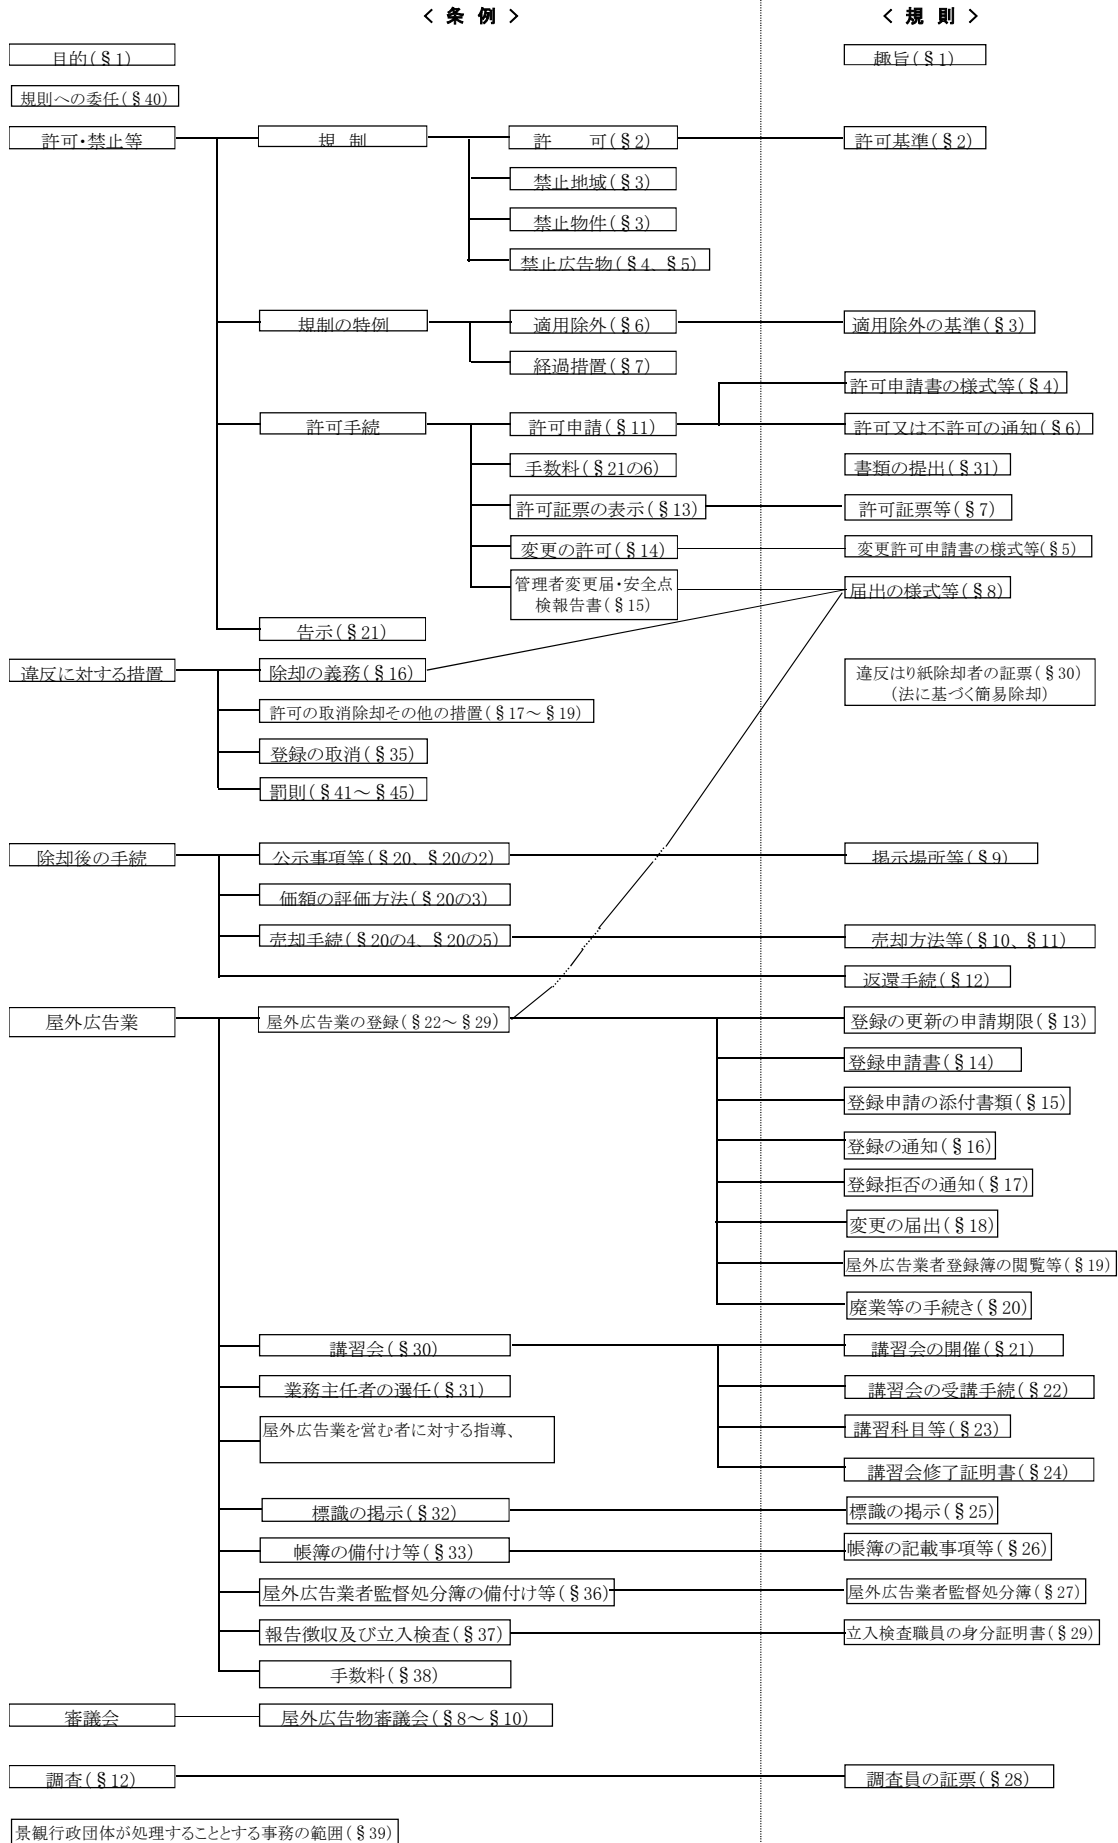 < 条 例 >
< 規 則 >
目的(§1)
趣旨(§1)
規則への委任(§40)
許可・禁止等
規 制
許 可(§2)
許可基準(§2)
禁止地域(§3)
禁止物件(§3)
禁止広告物(§4、§5)
規制の特例
適用除外(§6)
適用除外の基準(§3)
経過措置(§7)
許可申請書の様式等(§4)
許可手続
許可申請(§11)
許可又は不許可の通知(§6)
手数料(§21の6)
書類の提出(§31)
許可証票の表示(§13)
許可証票等(§7)
変更の許可(§14)
変更許可申請書の様式等(§5)
管理者変更届・安全点
検報告書(§15)
届出の様式等(§8)
告示(§21)
違反に対する措置
除却の義務(§16)
違反はり紙除却者の証票(§30)
(法に基づく簡易除却)
許可の取消除却その他の措置(§17～§19)
登録の取消(§35)
罰則(§41～§45)
除却後の手続
公示事項等(§20、§20の2)
掲示場所等(§9)
価額の評価方法(§20の3)
売却手続(§20の4、§20の5)
売却方法等(§10、§11)
返還手続(§12)
屋外広告業
屋外広告業の登録(§22～§29)
登録の更新の申請期限(§13)
登録申請書(§14)
登録申請の添付書類(§15)
登録の通知(§16)
登録拒否の通知(§17)
変更の届出(§18)
屋外広告業者登録簿の閲覧等(§19)
廃業等の手続き(§20)
講習会(§30)
講習会の開催(§21)
業務主任者の選任(§31)
講習会の受講手続(§22)
屋外広告業を営む者に対する指導、
講習科目等(§23)
講習会修了証明書(§24)
標識の掲示(§32)
標識の掲示(§25)
帳簿の備付け等(§33)
帳簿の記載事項等(§26)
屋外広告業者監督処分簿の備付け等(§36)
屋外広告業者監督処分簿(§27)
報告徴収及び立入検査(§37)
立入検査職員の身分証明書(§29)
手数料(§38)
審議会
屋外広告物審議会(§8～§10)
調査(§12)
調査員の証票(§28)
景観行政団体が処理することとする事務の範囲(§39)